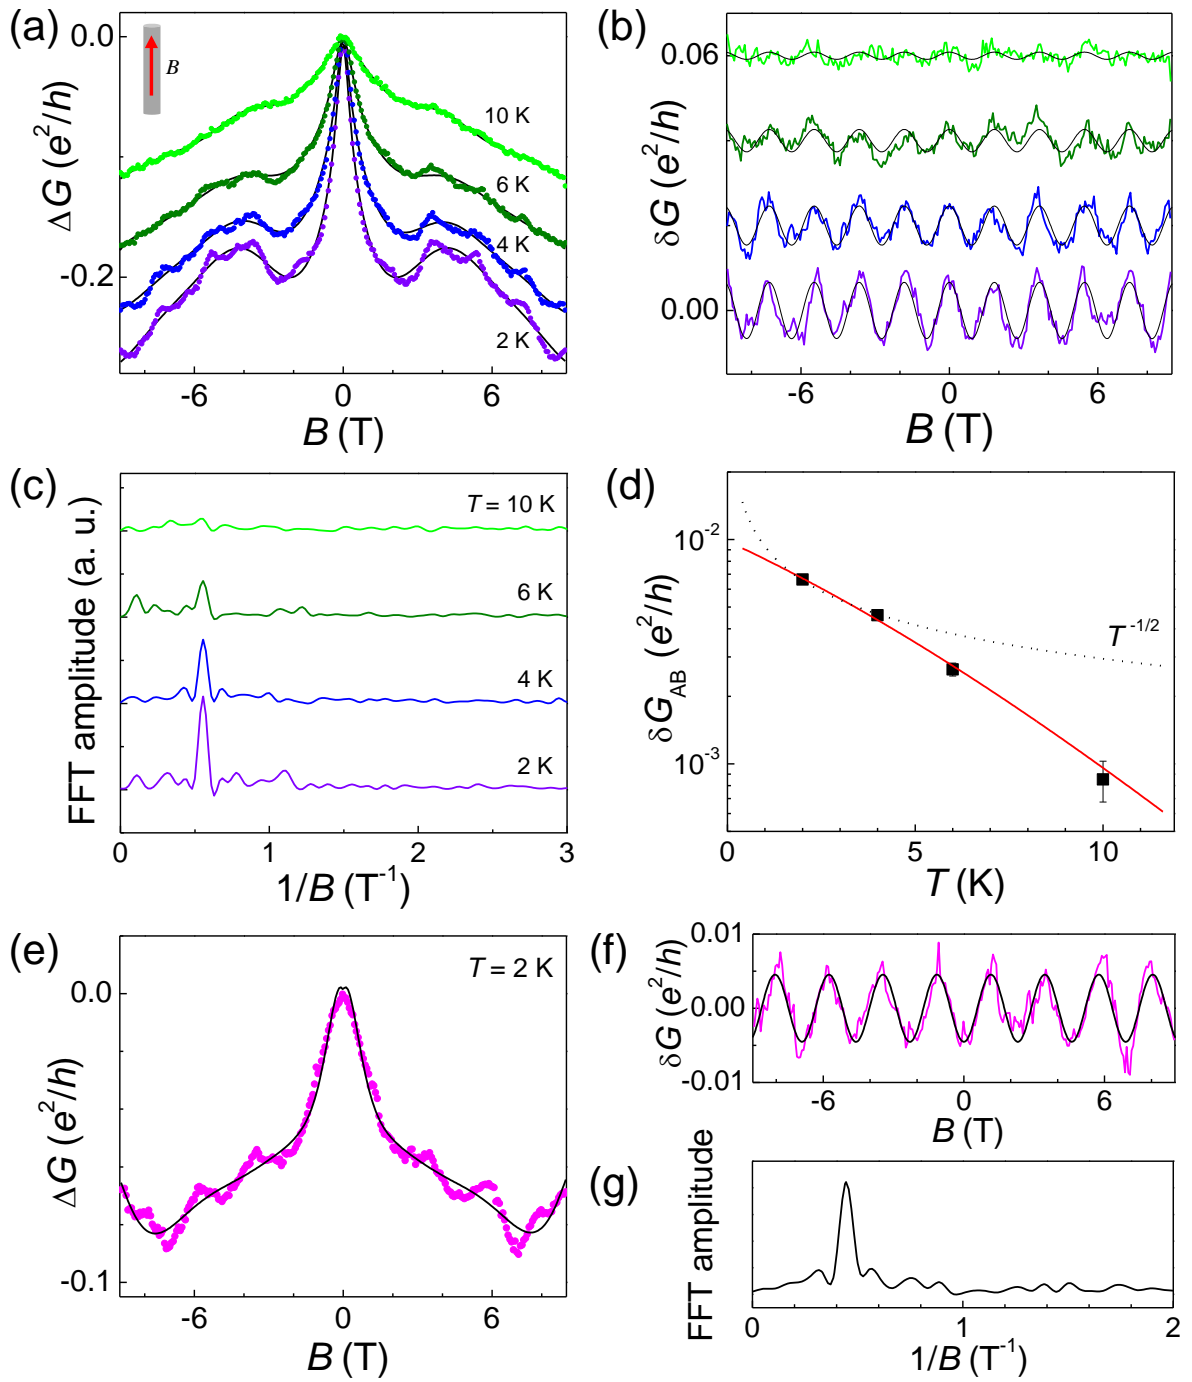 (a)
0.0
-0.2
ΔG (e²/h)
B
10 K
6 K
4 K
2 K
-6 0 6
B (T)
(b)
0.06
0.00
δG (e²/h)
-6 0 6
B (T)
(c)
FFT amplitude (a. u.)
T = 10 K
6 K
4 K
2 K
0 1 2 3
1/B (T⁻¹)
(d)
10⁻²
10⁻³
δG_AB (e²/h)
T⁻¹/²
0 5 10
T (K)
(e)
0.0
-0.1
ΔG (e²/h)
T = 2 K
-6 0 6
B (T)
(f)
0.01
0.00
-0.01
δG (e²/h)
-6 0 6
B (T)
(g)
FFT amplitude
0 1 2
1/B (T⁻¹)